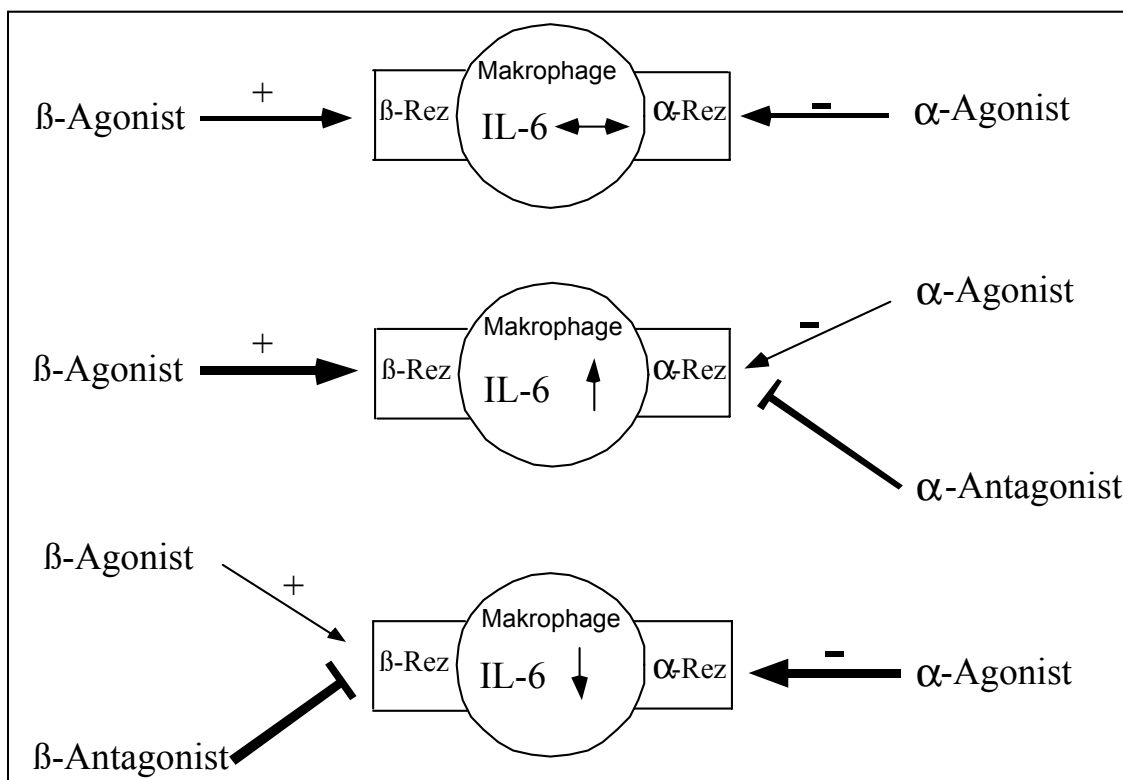 Makrophage
ß-Agonist + ß-Rez IL-6 α-Rez - α-Agonist
α-Agonist
Makrophage -
ß-Agonist + ß-Rez IL-6 α-Rez
α-Antagonist
ß-Agonist
+ Makrophage
ß-Rez IL-6 α-Rez - α-Agonist
ß-Antagonist